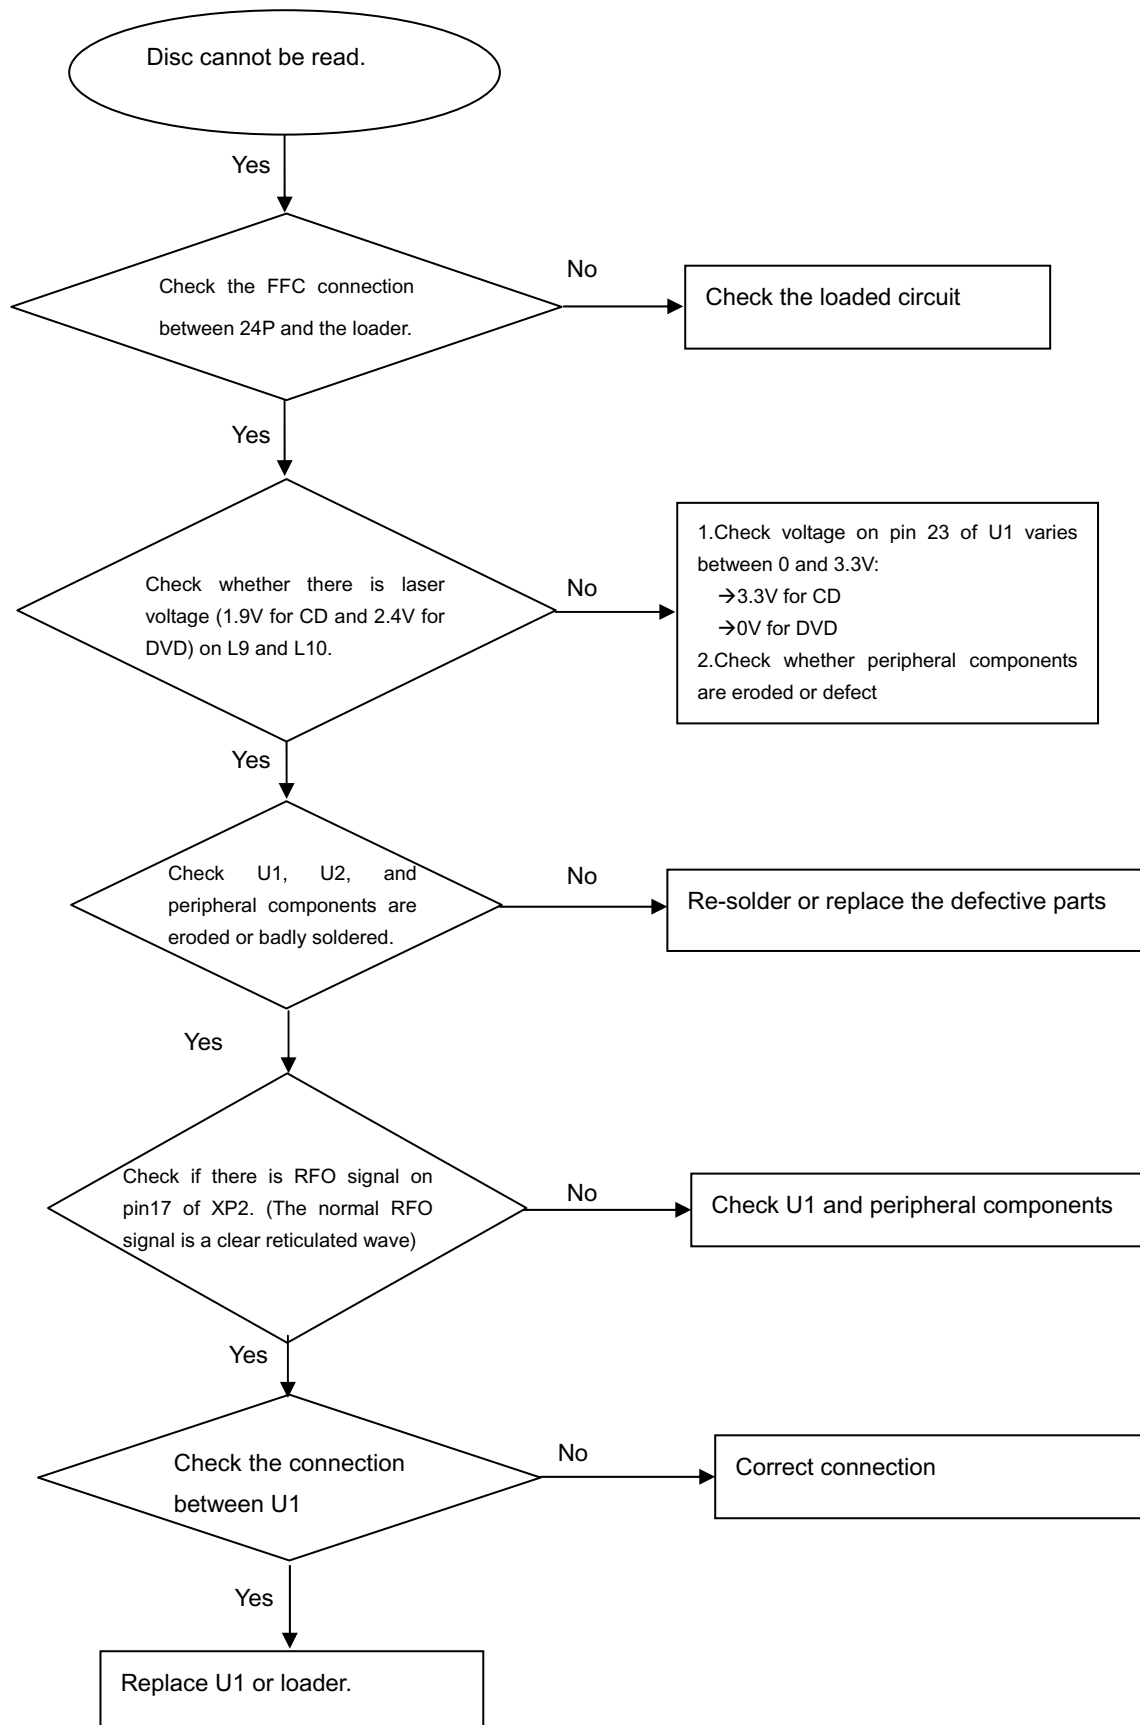 Disc cannot be read.
Yes
Check the FFC connection
between 24P and the loader.
No
Check the loaded circuit
Yes
Check whether there is laser
voltage (1.9V for CD and 2.4V for
DVD) on L9 and L10.
No
1.Check voltage on pin 23 of U1 varies
between 0 and 3.3V:
→3.3V for CD
→0V for DVD
2.Check whether peripheral components
are eroded or defect
Yes
Check U1, U2, and
peripheral components are
eroded or badly soldered.
No
Re-solder or replace the defective parts
Yes
Check if there is RFO signal on
pin17 of XP2. (The normal RFO
signal is a clear reticulated wave)
No
Check U1 and peripheral components
Yes
Check the connection
between U1
No
Correct connection
Yes
Replace U1 or loader.